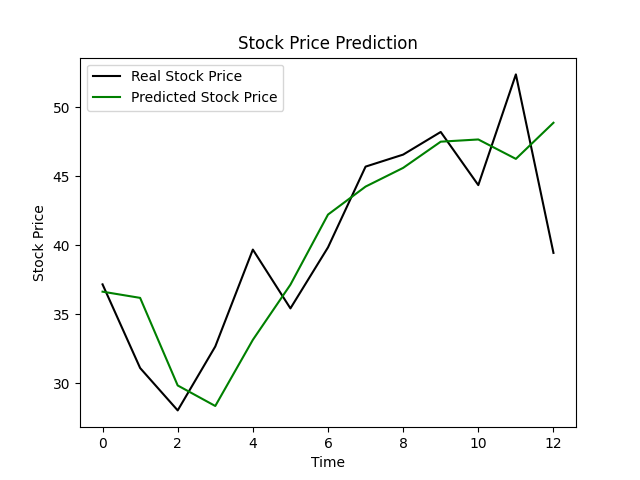 Stock Price Prediction
Real Stock Price
Predicted Stock Price
50
45
40
35
30
Stock Price
0 2 4 6 8 10 12
Time